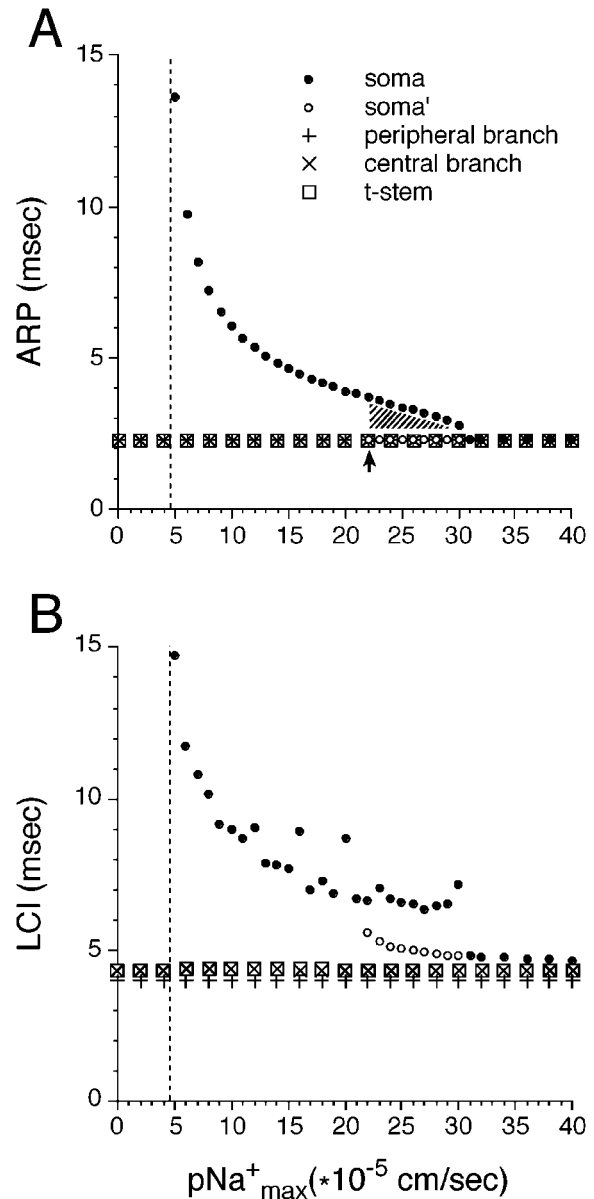 A
15
10
5
0
ARP (msec)
soma
soma'
peripheral branch
central branch
t-stem
0 5 10 15 20 25 30 35 40
B
15
10
5
0
LCI (msec)
0 5 10 15 20 25 30 35 40
pNa+max(*10-5 cm/sec)